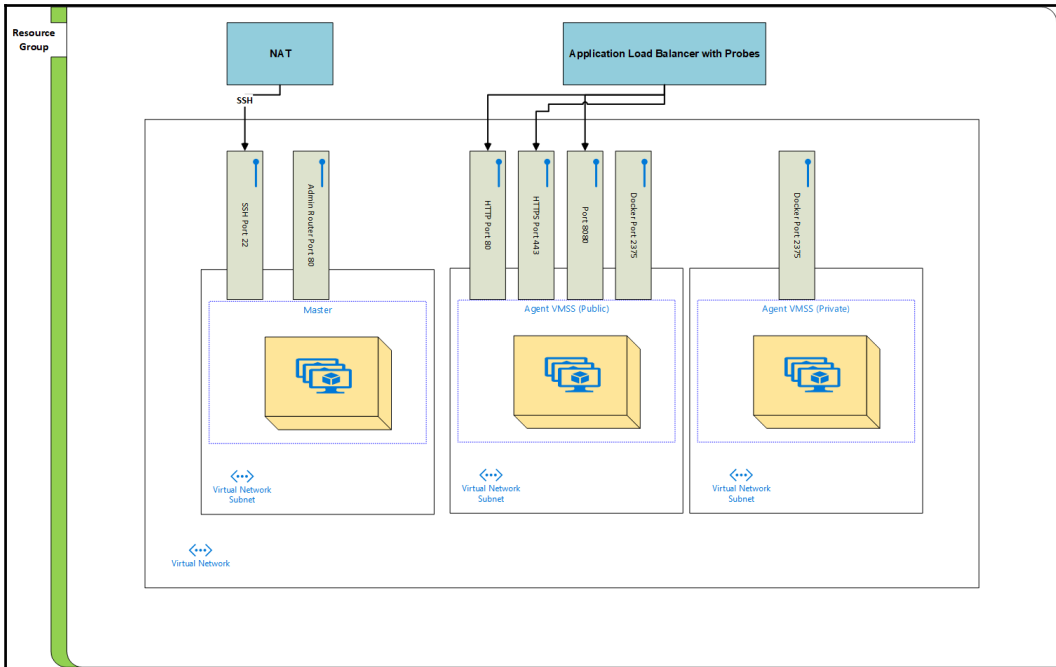 Resource
Group
NAT
Application Load Balancer with Probes
SSH
SSH Port 22
Admin Router Port 80
HTTP Port 80
HTTPS Port 443
Port 8080
Docker Port 2375
Docker Port 2375
Master
Agent VMSS (Public)
Agent VMSS (Private)
Virtual Network
Subnet
Virtual Network
Subnet
Virtual Network
Subnet
Virtual Network